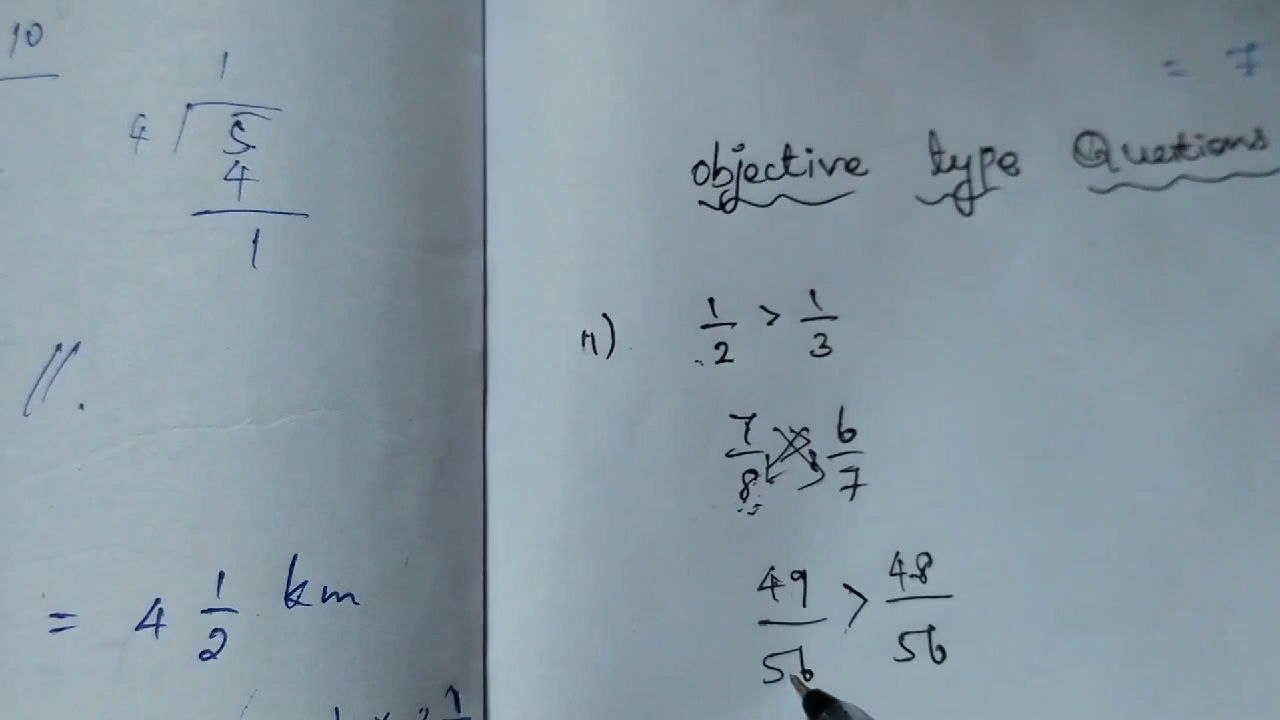 10
1
4 5
4
1
//.
= 4 1/2 km
= 7
objective type Questions
11) 1/2 > 1/3
7/8 6/7
49/56 > 48/56